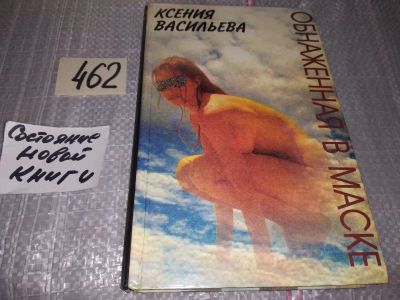 КСЕНИЯ
ВАСИЛЬЕВА
ОБНАЖЕННАЯ В МАСКЕ
462
Состояние
новой
книги